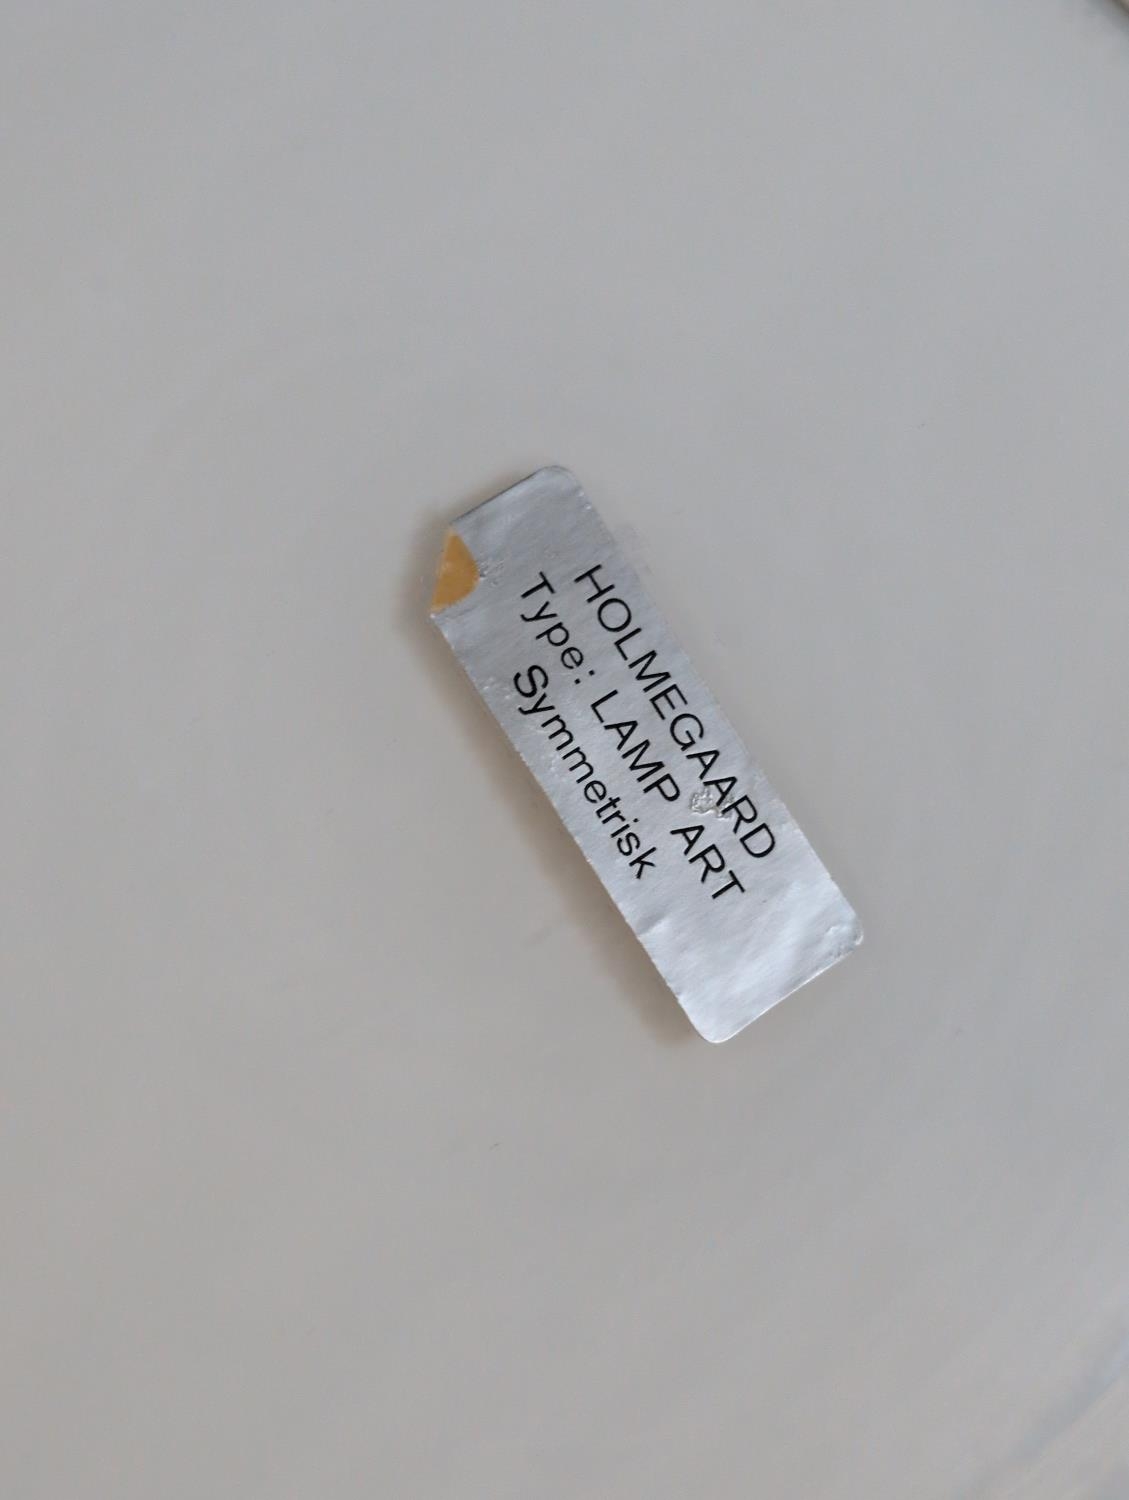 HOLMEGAARD
Type: LAMP ART
Symmetrisk